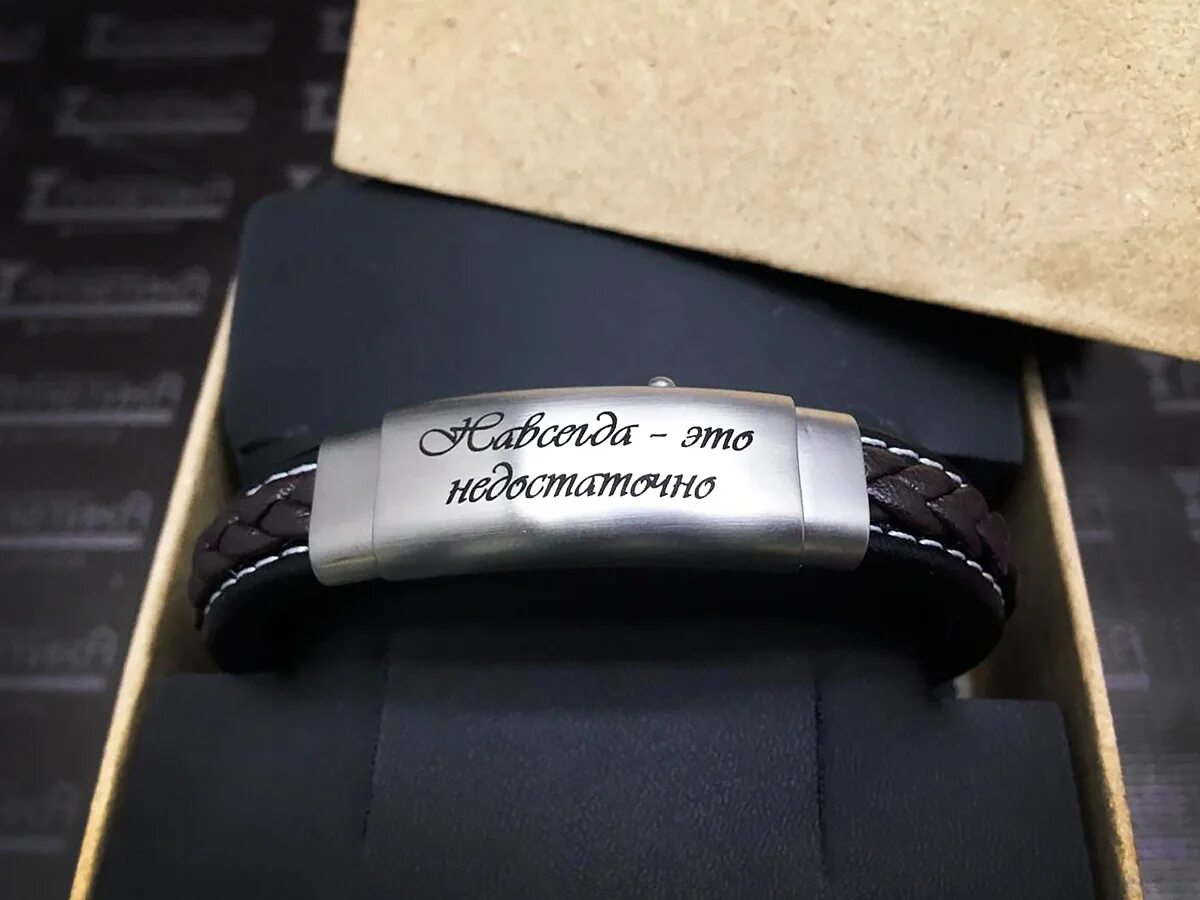 Навсегда - это
недостаточно